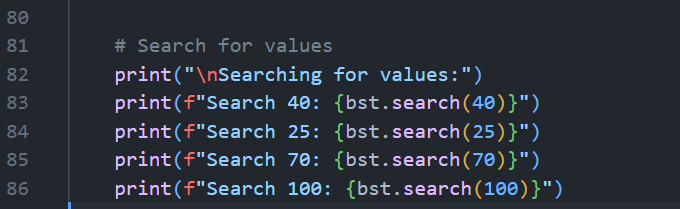 80
81 # Search for values
82 print("\nSearching for values:")
83 print(f"Search 40: {bst.search(40)}")
84 print(f"Search 25: {bst.search(25)}")
85 print(f"Search 70: {bst.search(70)}")
86 print(f"Search 100: {bst.search(100)}")